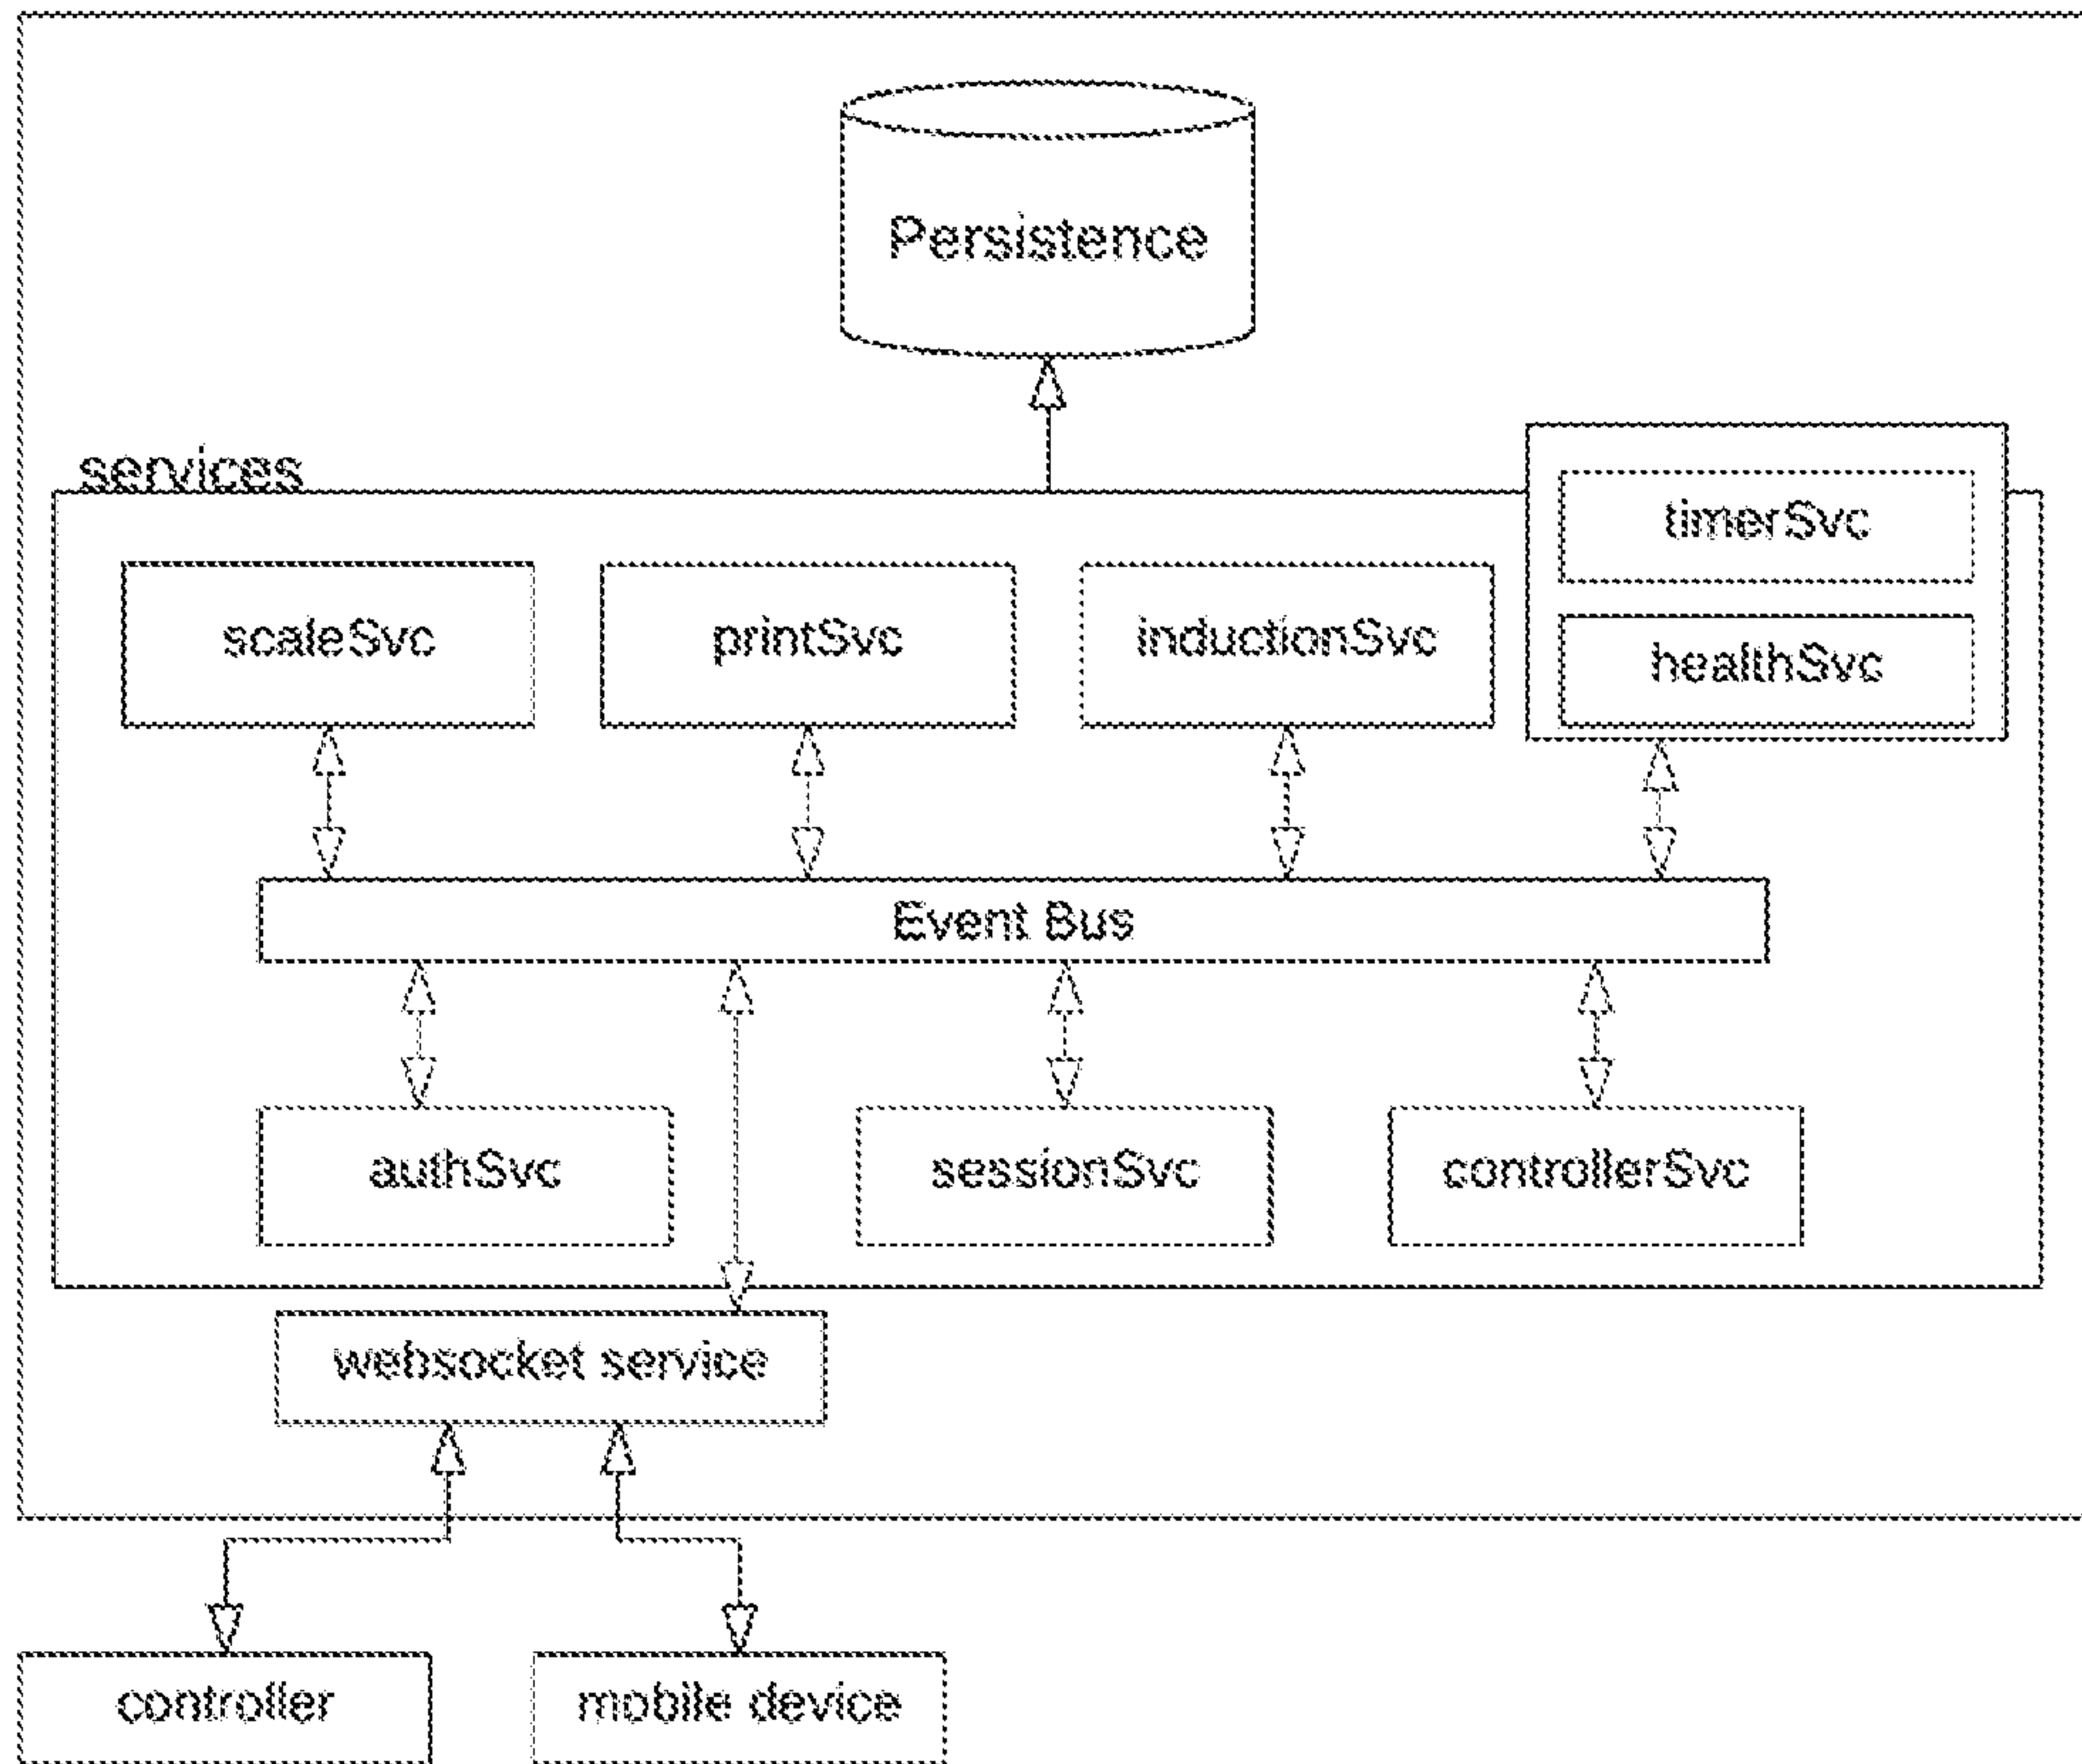 Persistence
services
timerSvc
scaleSvc
printSvc
inductionSvc
healthSvc
Event Bus
authSvc
sessionSvc
controllerSvc
websocket service
controller
mobile device